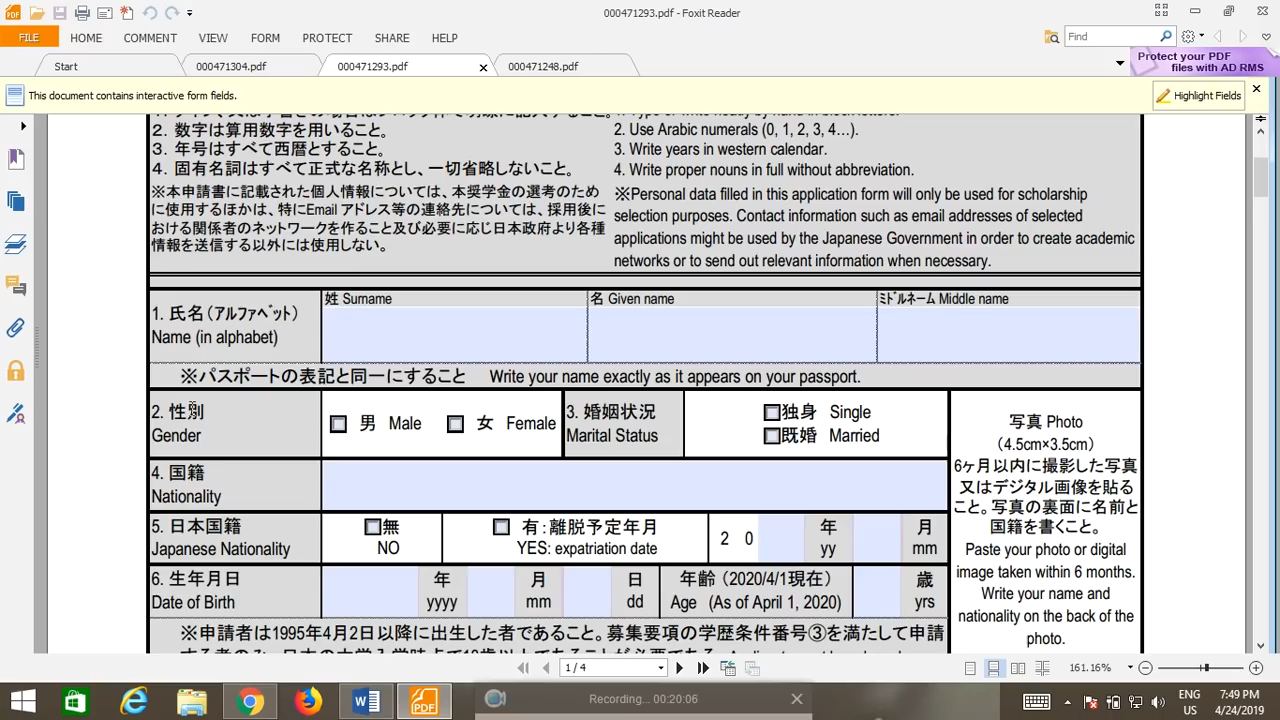 000471293.pdf - Foxit Reader
FILE HOME COMMENT VIEW FORM PROTECT SHARE HELP
Find
Start 000471304.pdf 000471293.pdf 000471248.pdf
Protect your PDF
files with AD RMS
This document contains interactive form fields.
Highlight Fields
2. 数字は算用数字を用いること。
3. 年号はすべて西暦とすること。
4. 固有名詞はすべて正式な名称とし、一切省略しないこと。
※本申請書に記載された個人情報については、本奨学金の選考のため
に使用するほかは、特にEmail アドレス等の連絡先については、採用後に
おける関係者のネットワークを作ること及び必要に応じ日本政府より各種
情報を送信する以外には使用しない。
2. Use Arabic numerals (0, 1, 2, 3, 4…).
3. Write years in western calendar.
4. Write proper nouns in full without abbreviation.
※Personal data filled in this application form will only be used for scholarship
selection purposes. Contact information such as email addresses of selected
applications might be used by the Japanese Government in order to create academic
networks or to send out relevant information when necessary.
1. 氏名（アルファベット）
Name (in alphabet)
姓 Surname
名 Given name
ミドルネーム Middle name
※パスポートの表記と同一にすること Write your name exactly as it appears on your passport.
2. 性別
Gender
男 Male 女 Female
3. 婚姻状況
Marital Status
独身 Single
既婚 Married
写真 Photo
（4.5cm×3.5cm）
6ヶ月以内に撮影した写真
又はデジタル画像を貼る
こと。写真の裏面に名前と
国籍を書くこと。
Paste your photo or digital
image taken within 6 months.
Write your name and
nationality on the back of the
photo.
4. 国籍
Nationality
5. 日本国籍
Japanese Nationality
無
NO
有：離脱予定年月
YES: expatriation date
2 0
年
yy
月
mm
6. 生年月日
Date of Birth
年
yyyy
月
mm
日
dd
年齢 （2020/4/1現在）
Age (As of April 1, 2020)
歳
yrs
※申請者は1995年4月2日以降に出生した者であること。募集要項の学歴条件番号③を満たして申請
1 / 4
161.16%
Recording... 00:20:06
ENG
US
7:49 PM
4/24/2019